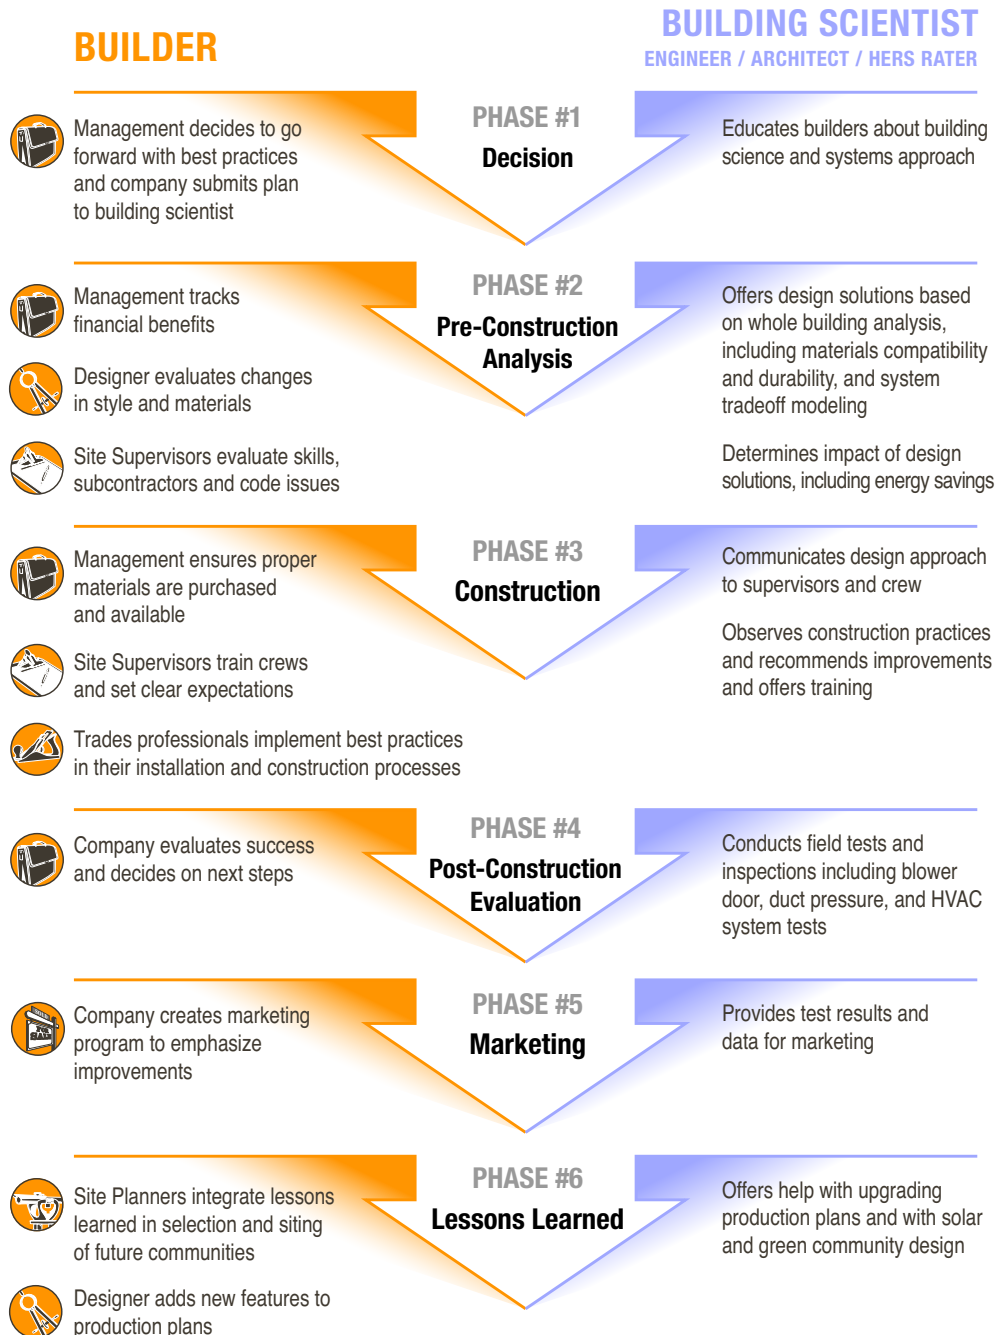 BUILDER
BUILDING SCIENTIST
ENGINEER / ARCHITECT / HERS RATER
PHASE #1
Decision
Management decides to go
forward with best practices
and company submits plan
to building scientist
Educates builders about building
science and systems approach
PHASE #2
Pre-Construction
Analysis
Management tracks
financial benefits
Designer evaluates changes
in style and materials
Site Supervisors evaluate skills,
subcontractors and code issues
Offers design solutions based
on whole building analysis,
including materials compatibility
and durability, and system
tradeoff modeling
Determines impact of design
solutions, including energy savings
PHASE #3
Construction
Management ensures proper
materials are purchased
and available
Site Supervisors train crews
and set clear expectations
Trades professionals implement best practices
in their installation and construction processes
Communicates design approach
to supervisors and crew
Observes construction practices
and recommends improvements
and offers training
PHASE #4
Post-Construction
Evaluation
Company evaluates success
and decides on next steps
Conducts field tests and
inspections including blower
door, duct pressure, and HVAC
system tests
PHASE #5
Marketing
FOR
SALE
Company creates marketing
program to emphasize
improvements
Provides test results and
data for marketing
PHASE #6
Lessons Learned
Site Planners integrate lessons
learned in selection and siting
of future communities
Designer adds new features to
production plans
Offers help with upgrading
production plans and with solar
and green community design